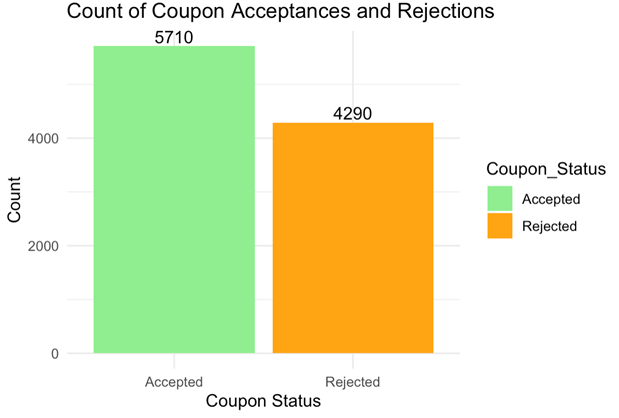 Count of Coupon Acceptances and Rejections
5710
4290
4000
2000
0
Count
Accepted
Rejected
Coupon Status
Coupon_Status
Accepted
Rejected